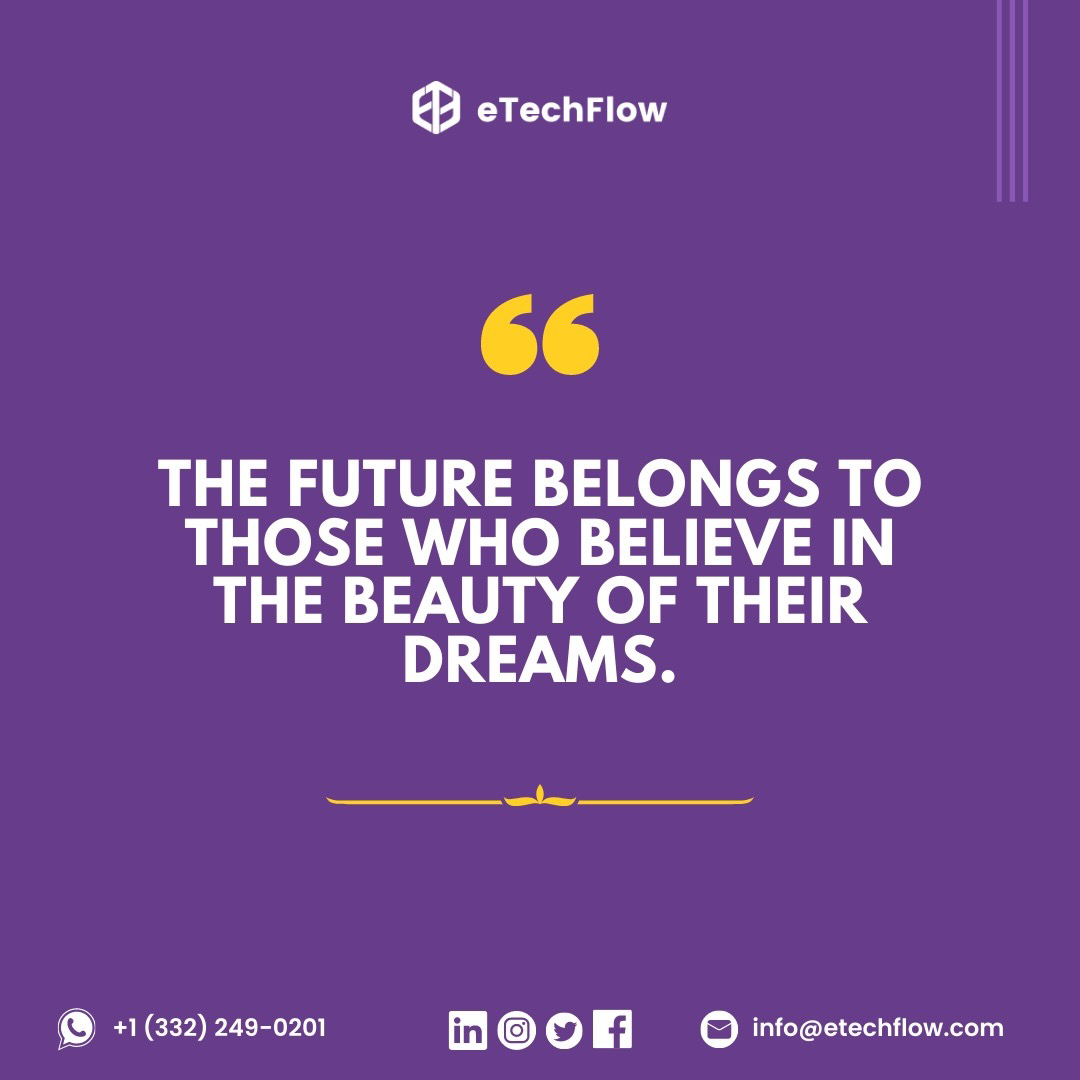 eTechFlow
“
THE FUTURE BELONGS TO
THOSE WHO BELIEVE IN
THE BEAUTY OF THEIR
DREAMS.
+1 (332) 249-0201
in
info@etechflow.com